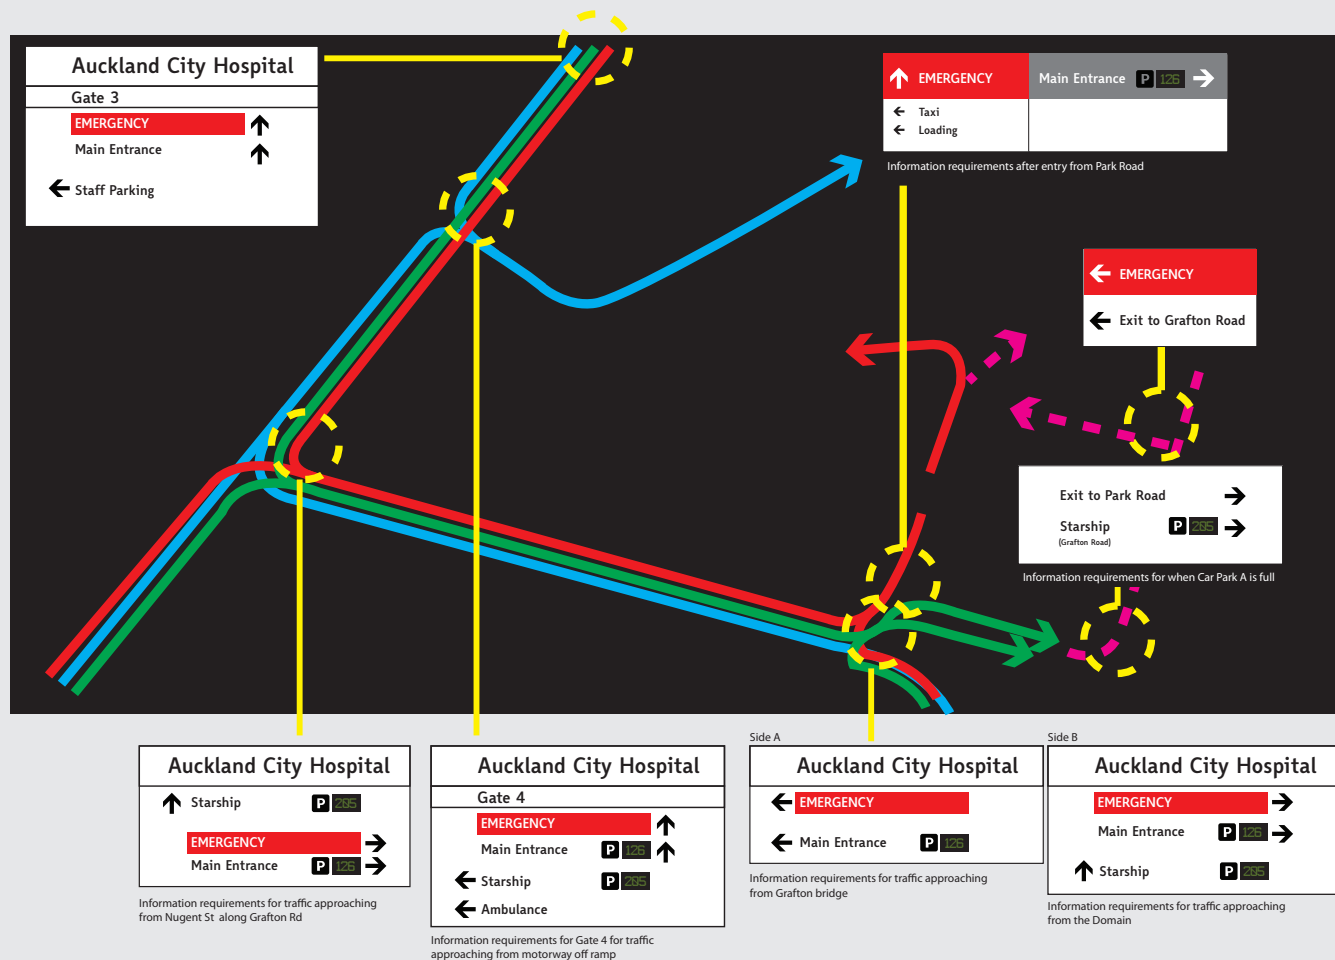 Auckland City Hospital
Gate 3
EMERGENCY
Main Entrance
Staff Parking
EMERGENCY
Main Entrance P 126
Taxi
Loading
Information requirements after entry from Park Road
EMERGENCY
Exit to Grafton Road
Exit to Park Road
Starship P 205
(Grafton Road)
Information requirements for when Car Park A is full
Auckland City Hospital
Starship P 205
EMERGENCY
Main Entrance P 126
Information requirements for traffic approaching
from Nugent St along Grafton Rd
Auckland City Hospital
Gate 4
EMERGENCY
Main Entrance P 126
Starship P 205
Ambulance
Information requirements for Gate 4 for traffic
approaching from motorway off ramp
Side A
Auckland City Hospital
EMERGENCY
Main Entrance P 126
Information requirements for traffic approaching
from Grafton bridge
Side B
Auckland City Hospital
EMERGENCY
Main Entrance P 126
Starship P 205
Information requirements for traffic approaching
from the Domain